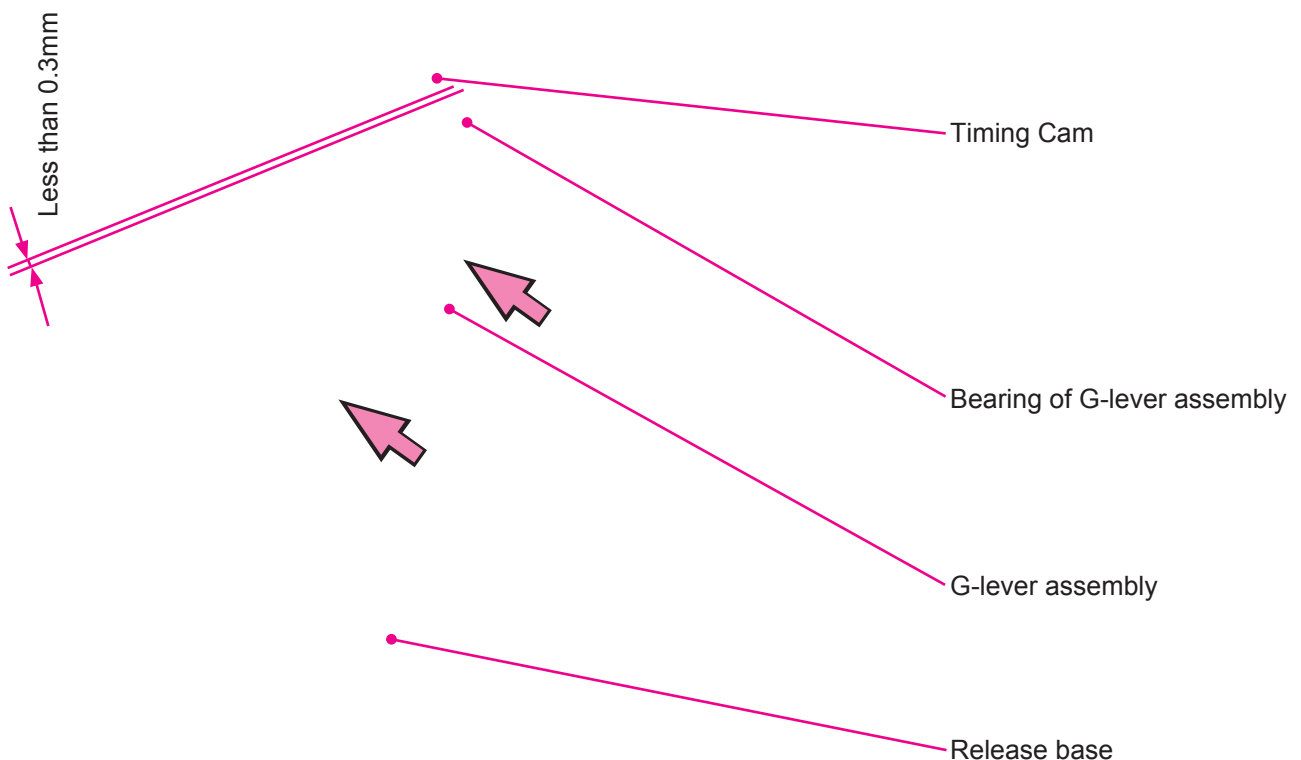 Less than 0.3mm
Timing Cam
Bearing of G-lever assembly
G-lever assembly
Release base